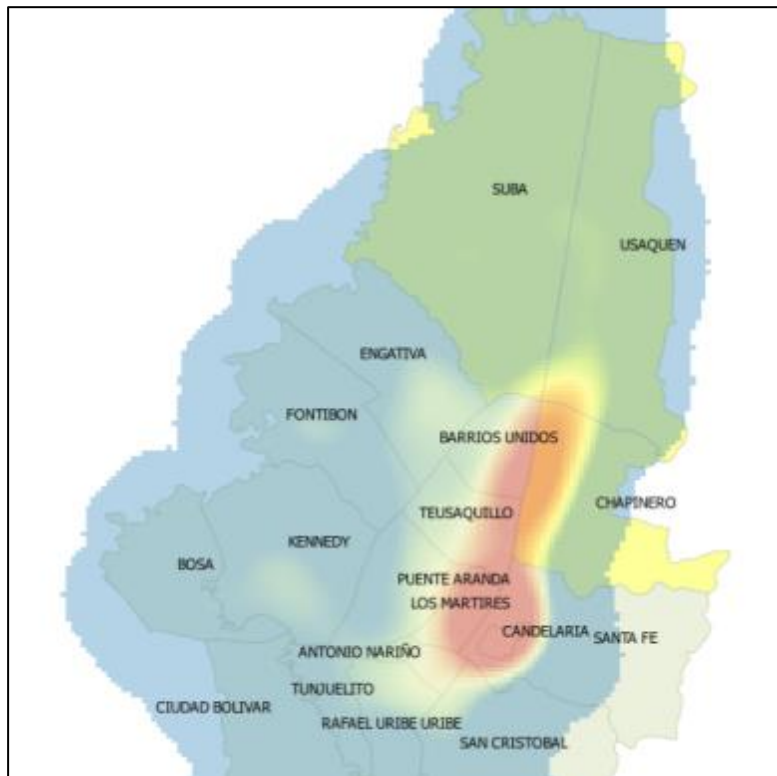 SUBA
USAQUEN
ENGATIVA
FONTIBON
BARRIOS UNIDOS
CHAPINERO
TEUSAQUILLO
KENNEDY
BOSA
PUENTE ARANDA
LOS MARTIRES
CANDELARIA
SANTA FE
ANTONIO NARIÑO
TUNJUELITO
CIUDAD BOLIVAR
RAFAEL URIBE URIBE
SAN CRISTOBAL